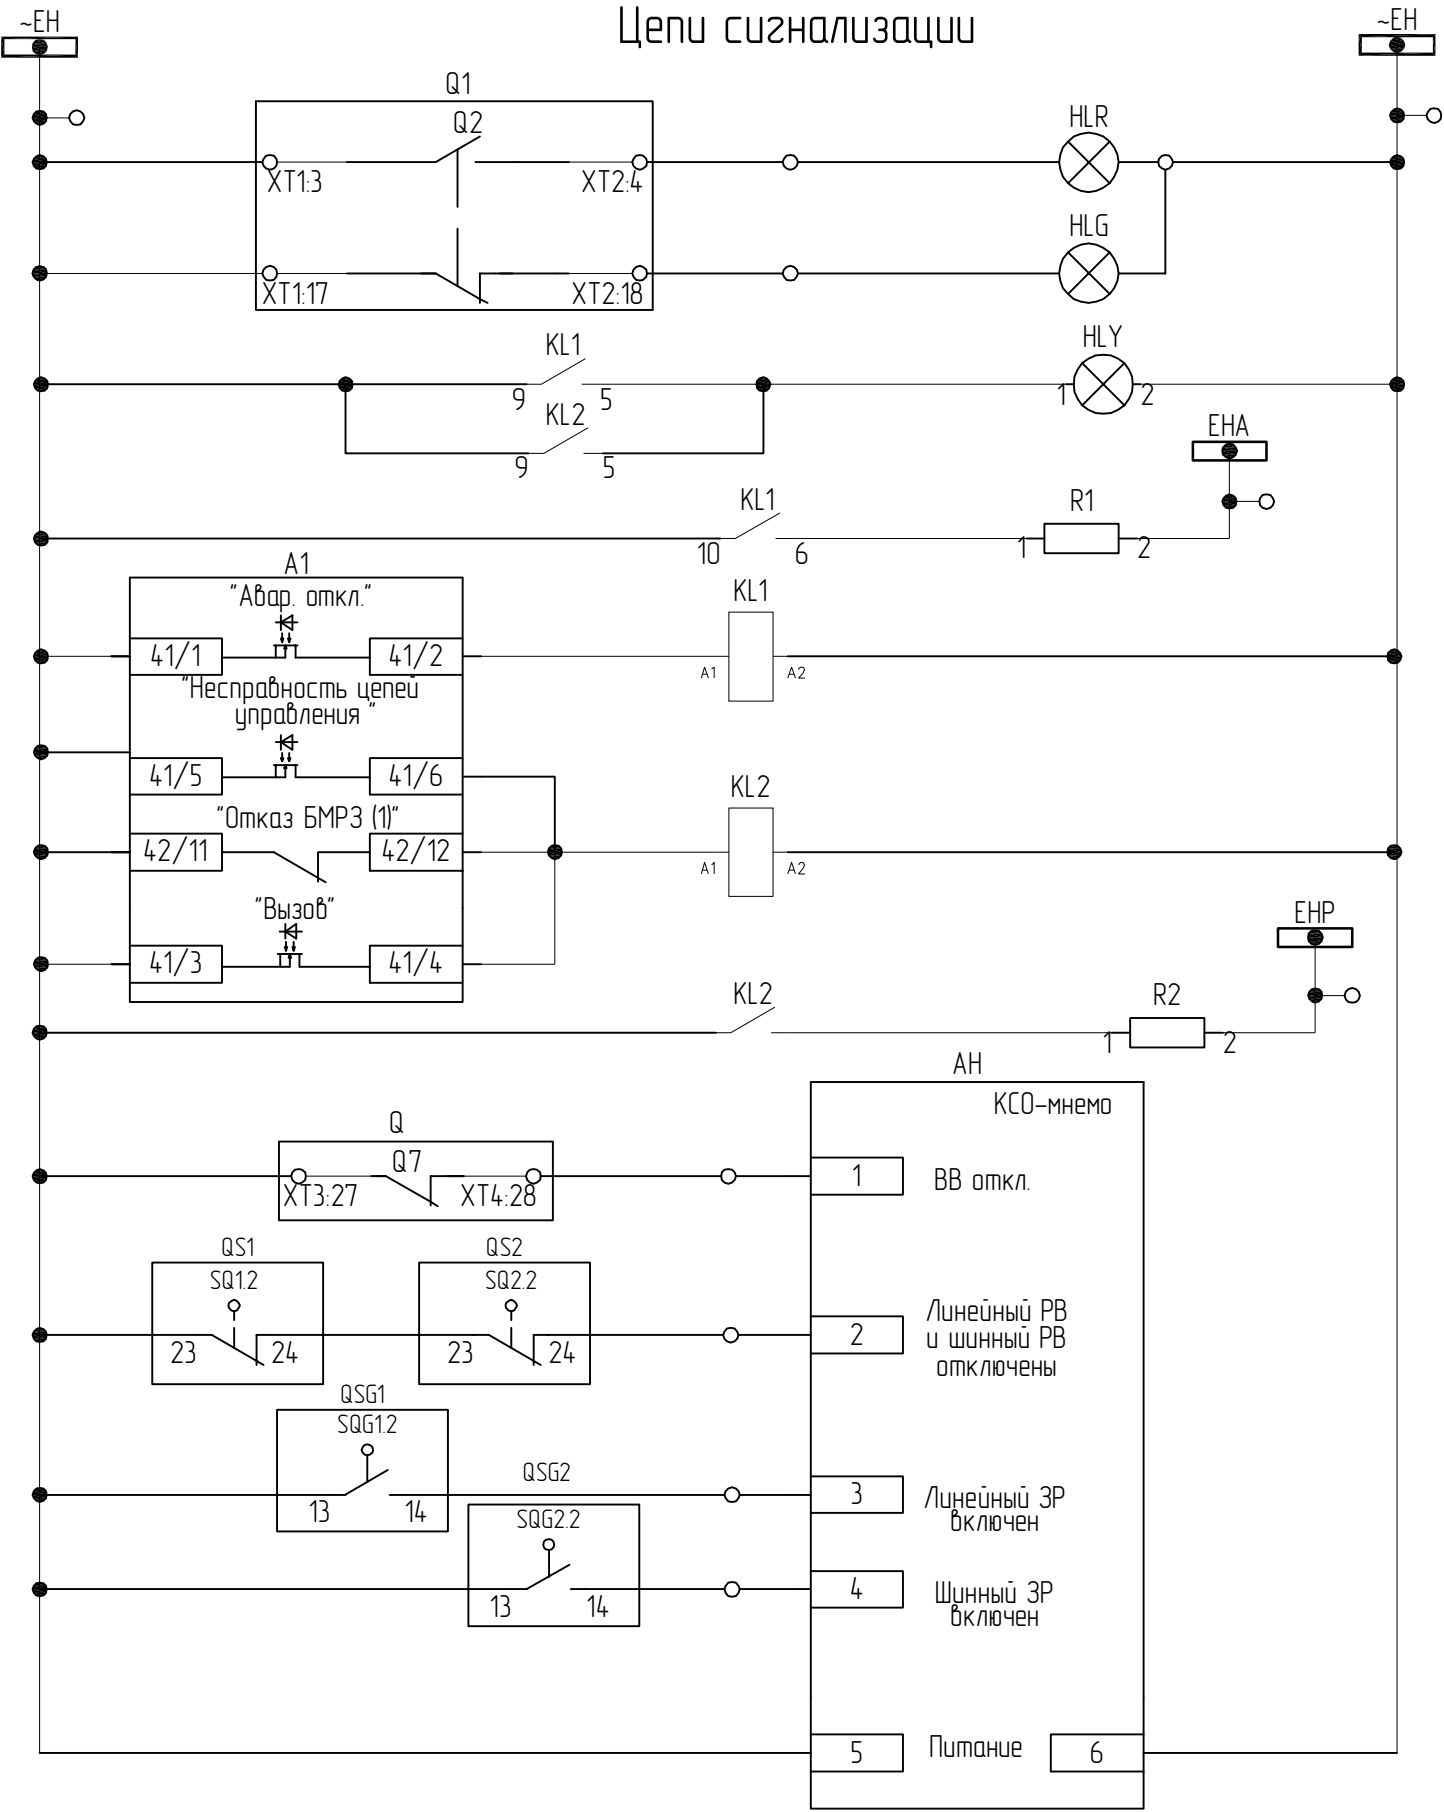 Цепи сигнализации
~ЕН
~ЕН
Q1
Q2
XT1:3
XT2:4
HLR
HLG
XT1:17
XT2:18
KL1
9
5
HLY
1
2
KL2
9
5
EHA
KL1
10
6
R1
1
2
A1
"Авар. откл."
41/1
41/2
KL1
A1
A2
"Несправность цепей
управления "
41/5
41/6
"Отказ БМРЗ (1)"
42/11
42/12
KL2
A1
A2
"Вызов"
41/3
41/4
EHP
KL2
R2
1
2
AH
КСО-мнемо
Q
Q7
XT3:27
XT4:28
1
ВВ откл.
QS1
SQ1.2
23
24
QS2
SQ2.2
23
24
2
Линейный РВ
и шинный РВ
отключены
QSG1
SQG1.2
13
14
3
Линейный ЗР
включен
QSG2
SQG2.2
13
14
4
Шинный ЗР
включен
5
Питание
6